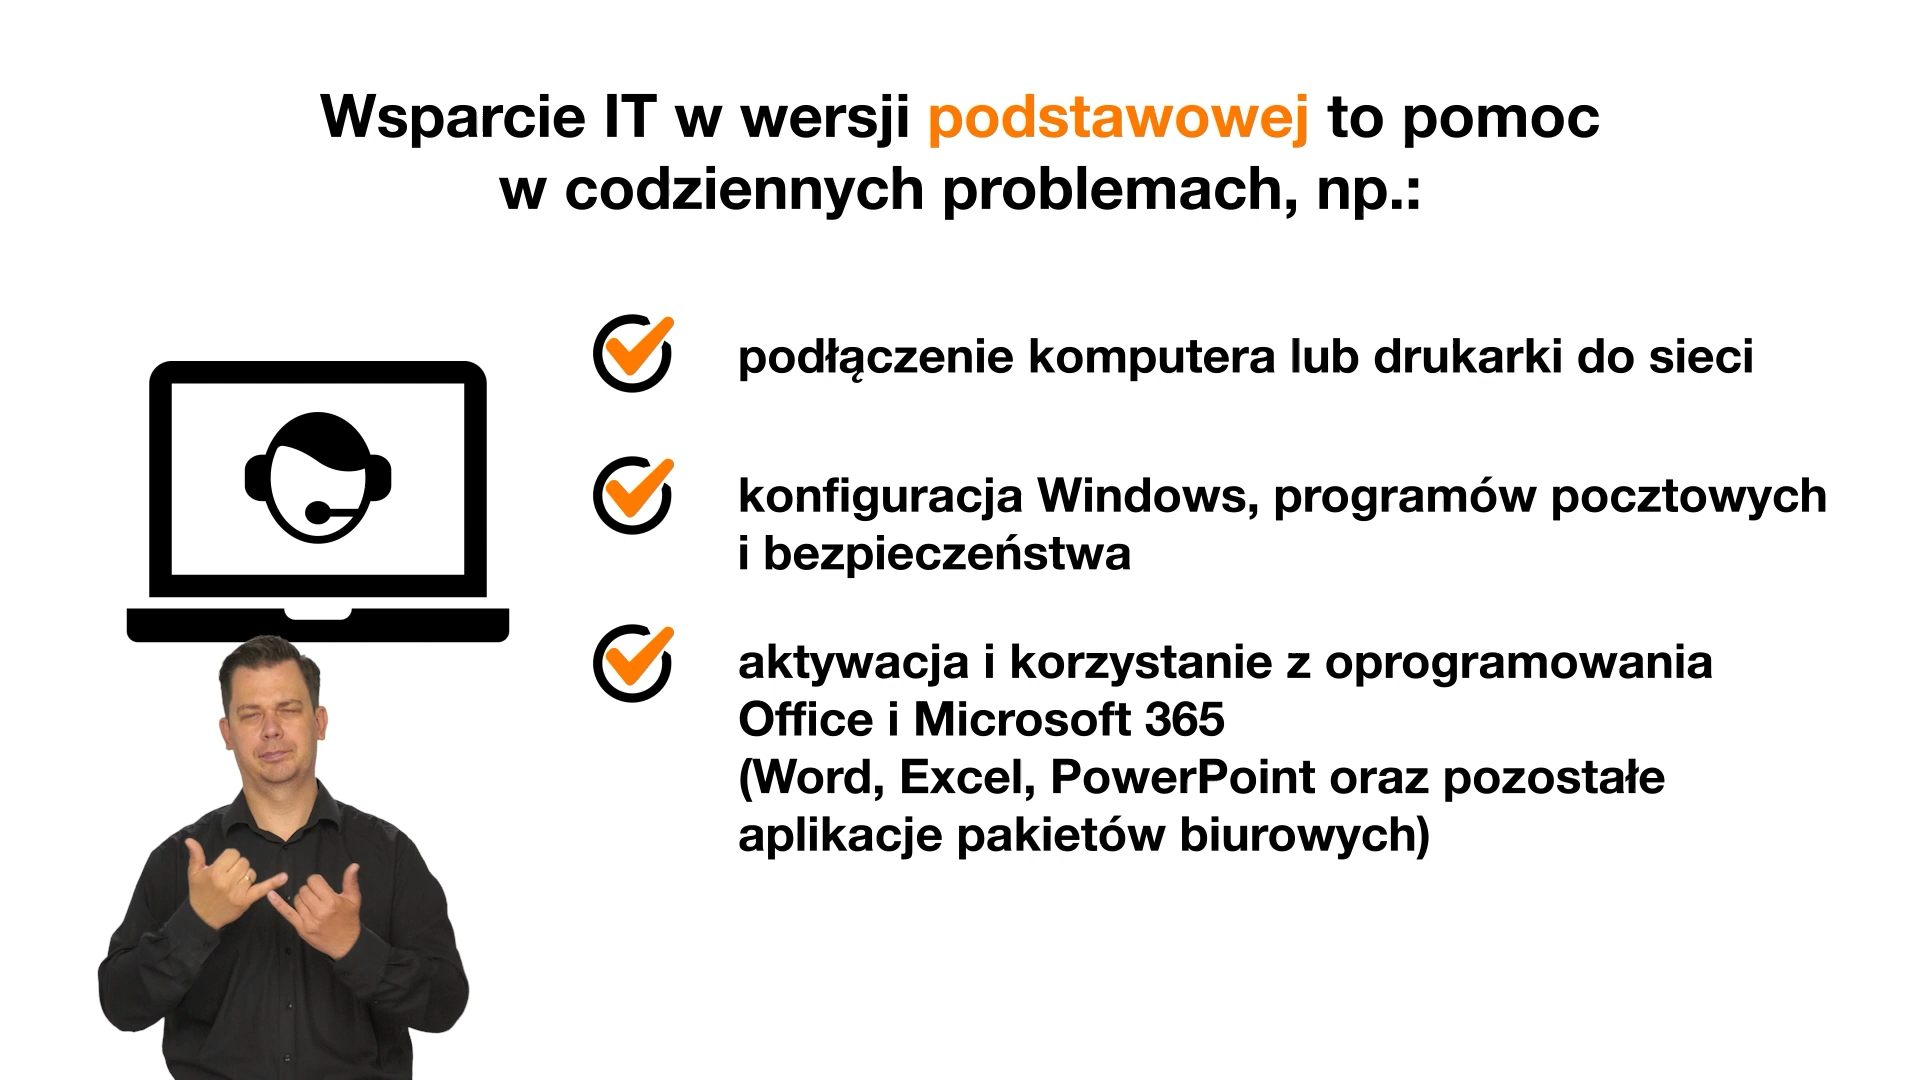 Wsparcie IT w wersji podstawowej to pomoc
w codziennych problemach, np.:
podłączenie komputera lub drukarki do sieci
konfiguracja Windows, programów pocztowych
i bezpieczeństwa
aktywacja i korzystanie z oprogramowania
Office i Microsoft 365
(Word, Excel, PowerPoint oraz pozostałe
aplikacje pakietów biurowych)